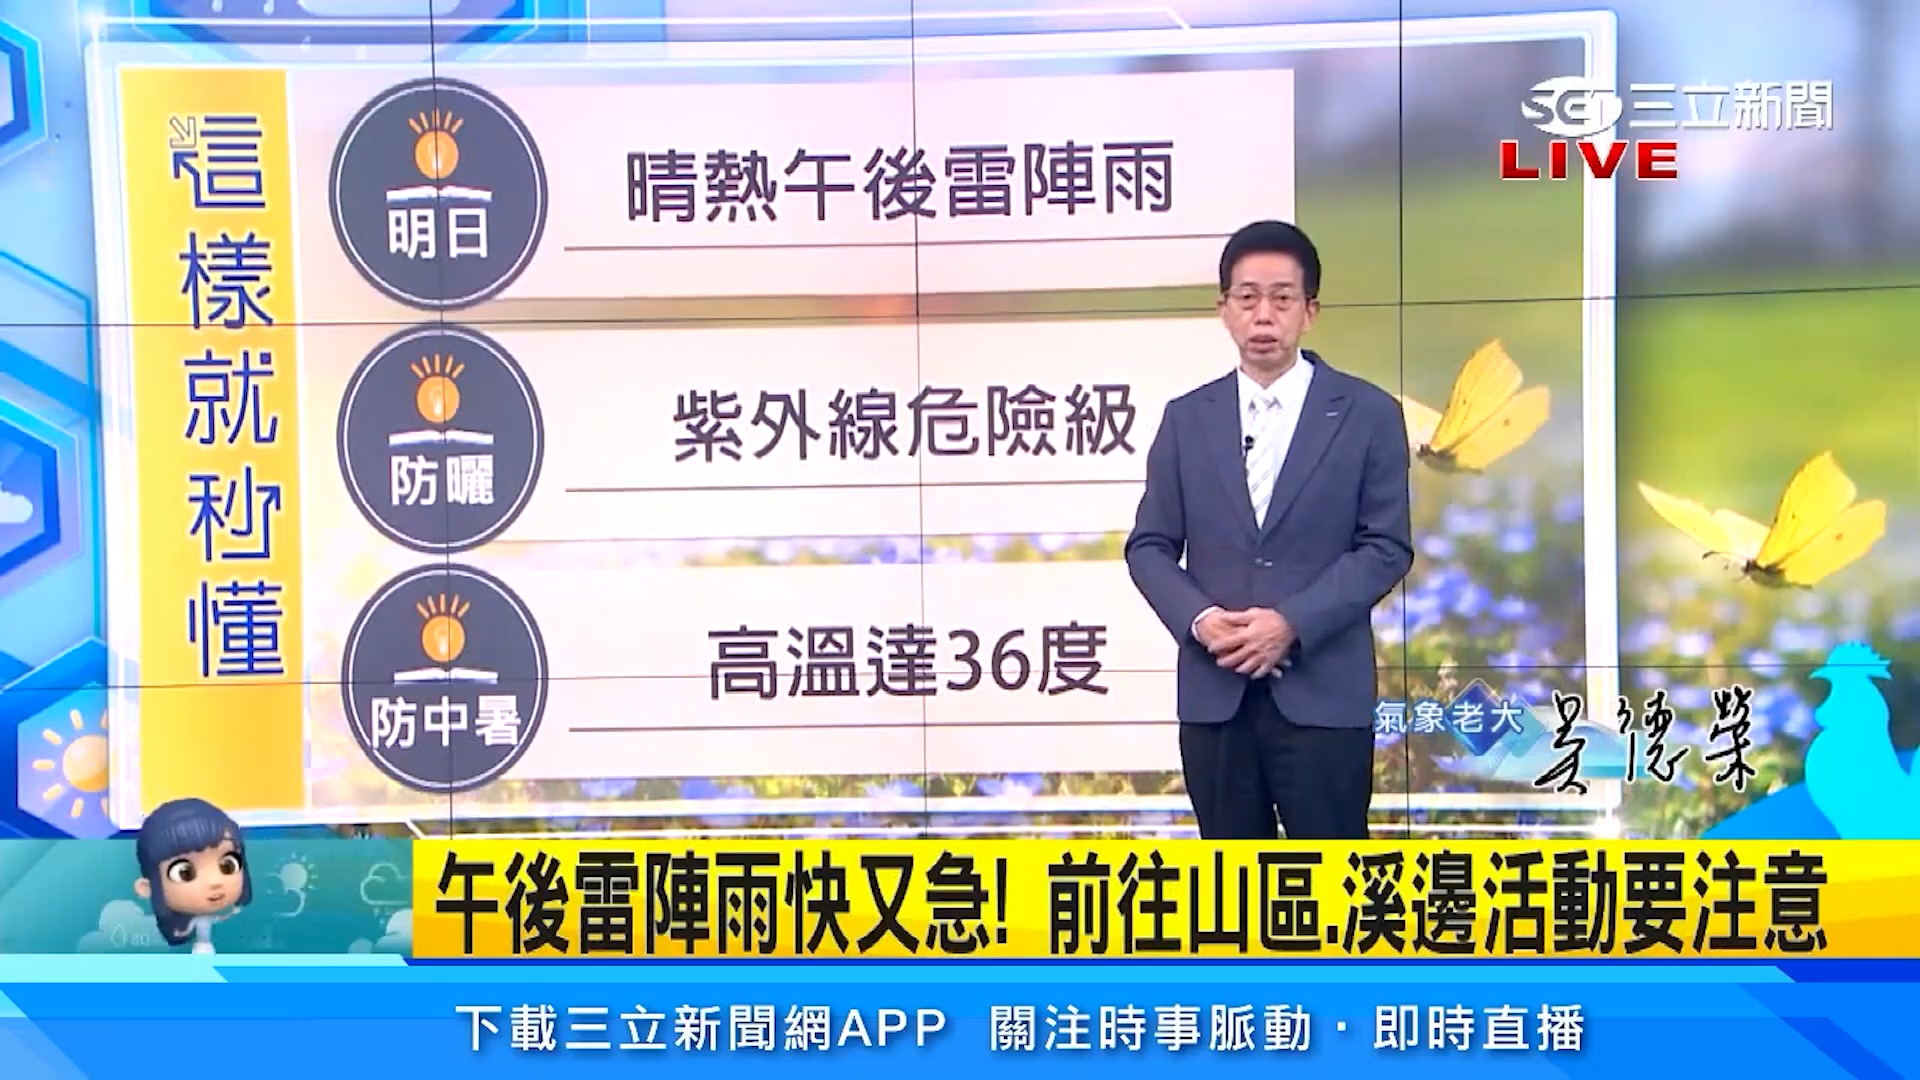 這樣就秒懂
明日
晴熱午後雷陣雨
防曬
紫外線危險級
防中暑
高溫達36度
SET三立新聞
LIVE
氣象老大
吳德榮
午後雷陣雨快又急! 前往山區.溪邊活動要注意
下載三立新聞網APP 關注時事脈動·即時直播